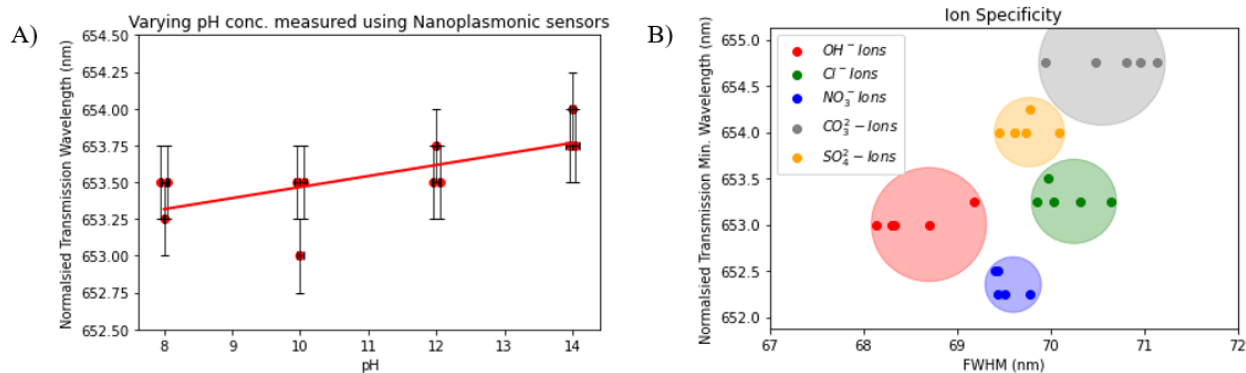 A)
Varying pH conc. measured using Nanoplasmonic sensors
Normalsied Transmission Wavelength (nm)
654.50
654.25
654.00
653.75
653.50
653.25
653.00
652.75
652.50
8 9 10 11 12 13 14
pH
B)
Ion Specificity
Normalsied Transmission Min. Wavelength (nm)
655.0
654.5
654.0
653.5
653.0
652.5
652.0
OH⁻ Ions
Cl⁻ Ions
NO₃⁻ Ions
CO₃² − Ions
SO₄² − Ions
67 68 69 70 71 72
FWHM (nm)